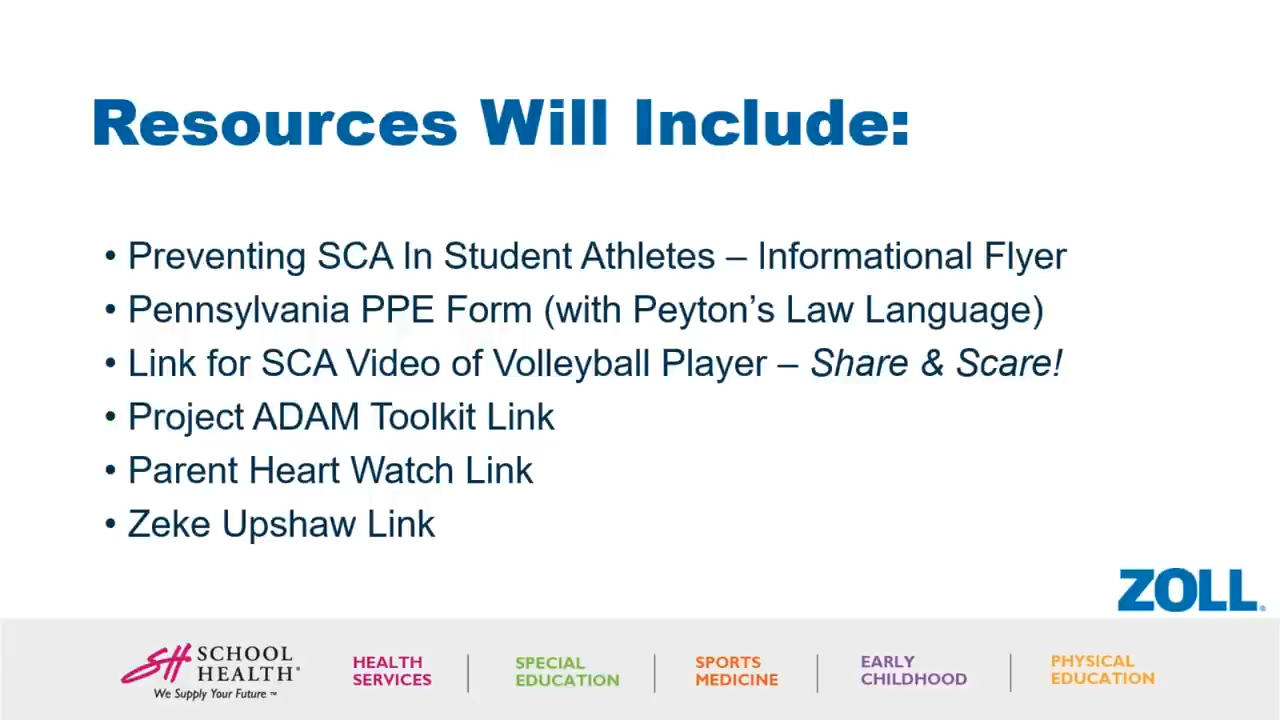 Resources Will Include:
• Preventing SCA In Student Athletes – Informational Flyer
• Pennsylvania PPE Form (with Peyton’s Law Language)
• Link for SCA Video of Volleyball Player – Share & Scare!
• Project ADAM Toolkit Link
• Parent Heart Watch Link
• Zeke Upshaw Link
ZOLL®
SH SCHOOL
HEALTH®
We Supply Your Future ™
HEALTH
SERVICES
SPECIAL
EDUCATION
SPORTS
MEDICINE
EARLY
CHILDHOOD
PHYSICAL
EDUCATION